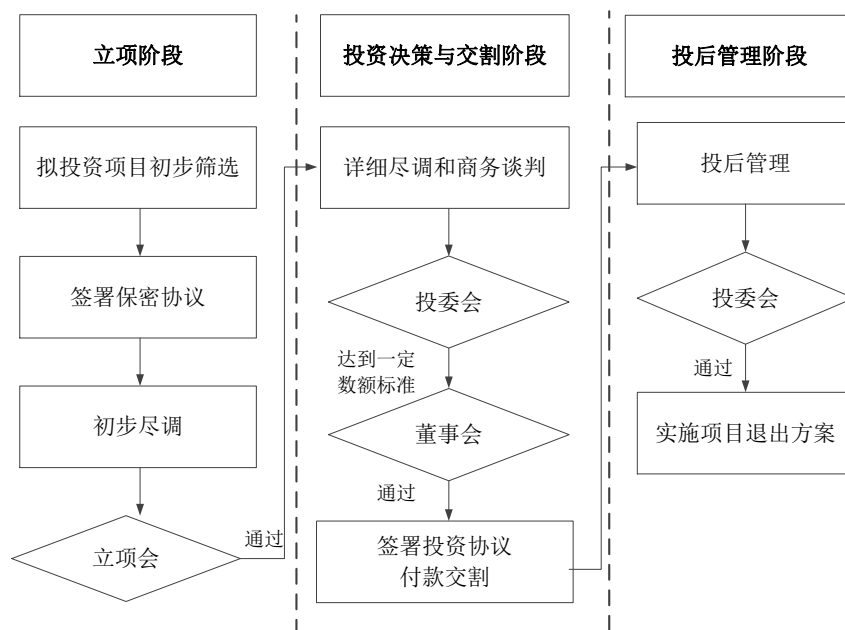 立项阶段
拟投资项目初步筛选
签署保密协议
初步尽调
立项会
通过
投资决策与交割阶段
详细尽调和商务谈判
投委会
达到一定
数额标准
董事会
通过
签署投资协议
付款交割
投后管理阶段
投后管理
投委会
通过
实施项目退出方案